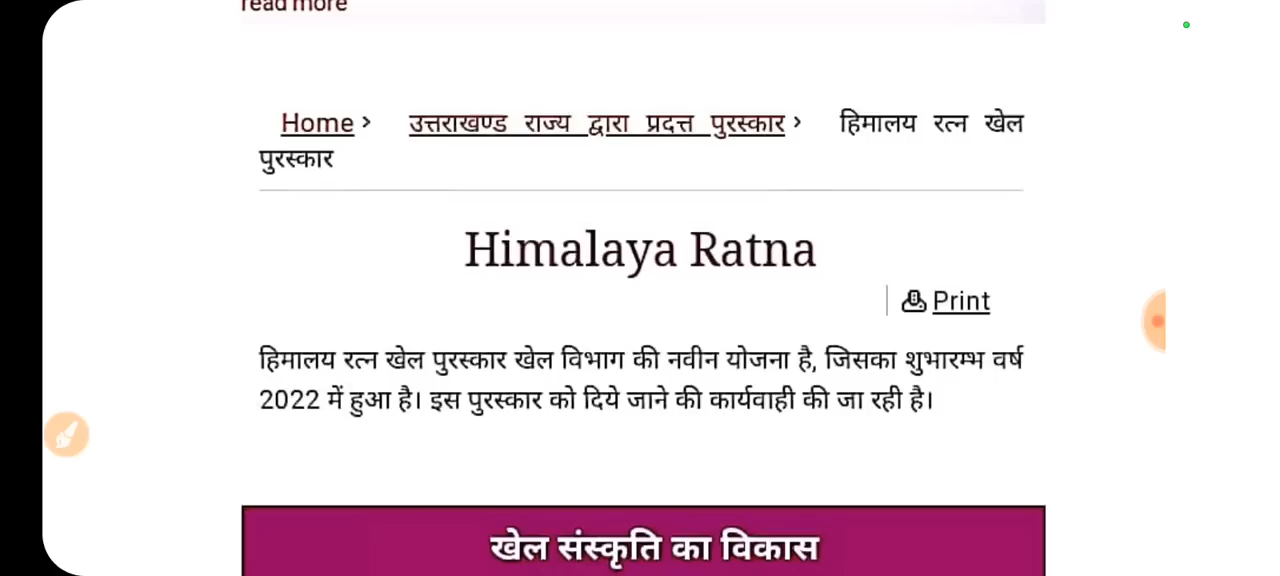 read more
Home > उत्तराखण्ड राज्य द्वारा प्रदत्त पुरस्कार > हिमालय रत्न खेल
पुरस्कार
Himalaya Ratna
Print
हिमालय रत्न खेल पुरस्कार खेल विभाग की नवीन योजना है, जिसका शुभारम्भ वर्ष
2022 में हुआ है। इस पुरस्कार को दिये जाने की कार्यवाही की जा रही है।
खेल संस्कृति का विकास